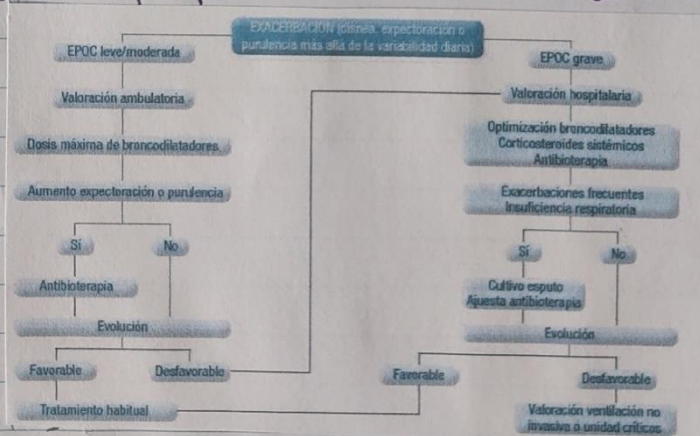 EXACERBACIÓN (disnea, expectoración o
purulencia más allá de la variabilidad diaria)
EPOC leve/moderada
Valoración ambulatoria
Dosis máxima de broncodilatadores
Aumento expectoración o purulencia
Sí
No
Antibioterapia
Evolución
Favorable
Desfavorable
Tratamiento habitual
EPOC grave
Valoración hospitalaria
Optimización broncodilatadores
Corticosteroides sistémicos
Antibioterapia
Exacerbaciones frecuentes
Insuficiencia respiratoria
Sí
No
Cultivo esputo
Ajusta antibioterapia
Evolución
Favorable
Desfavorable
Valoración ventilación no
invasiva o unidad críticos